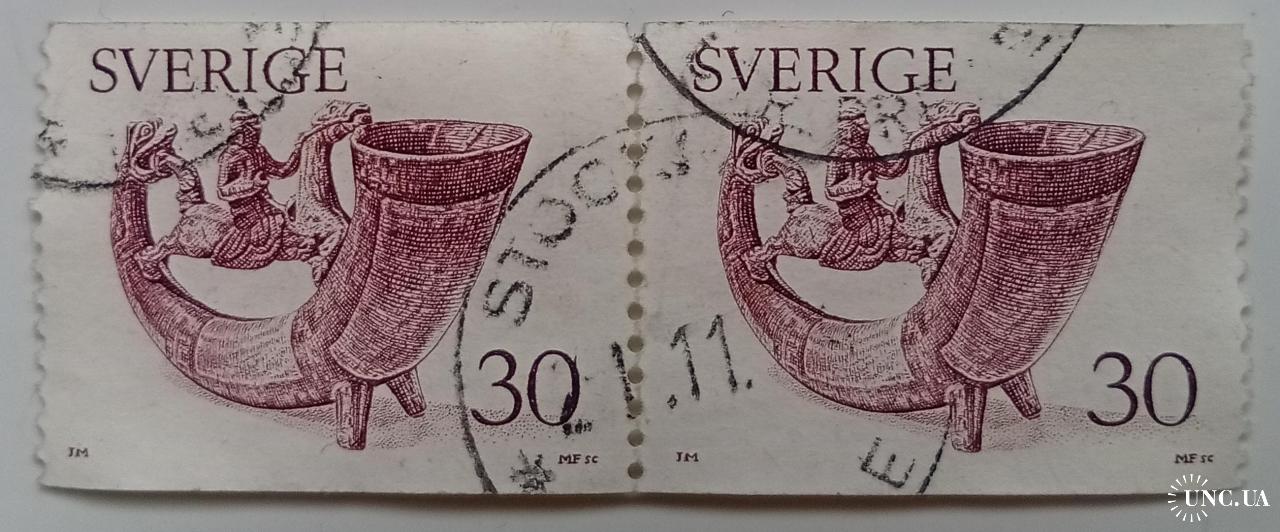 SVERIGE
30
JM
MF SC
SVERIGE
30
JM
MF SC
STOC
.11.
E
UNC.UA